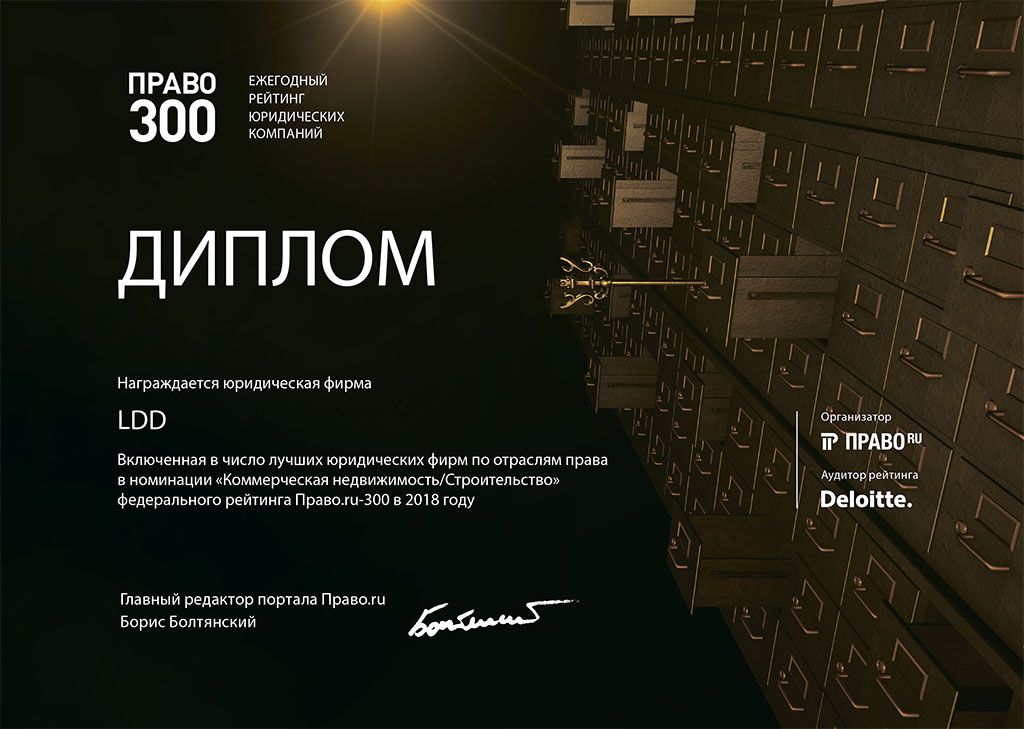 ПРАВО
300
ЕЖЕГОДНЫЙ
РЕЙТИНГ
ЮРИДИЧЕСКИХ
КОМПАНИЙ
ДИПЛОМ
Награждается юридическая фирма
LDD
Включенная в число лучших юридических фирм по отраслям права
в номинации «Коммерческая недвижимость/Строительство»
федерального рейтинга Право.ru-300 в 2018 году
Организатор
ПРАВО RU
Аудитор рейтинга
Deloitte.
Главный редактор портала Право.ru
Борис Болтянский